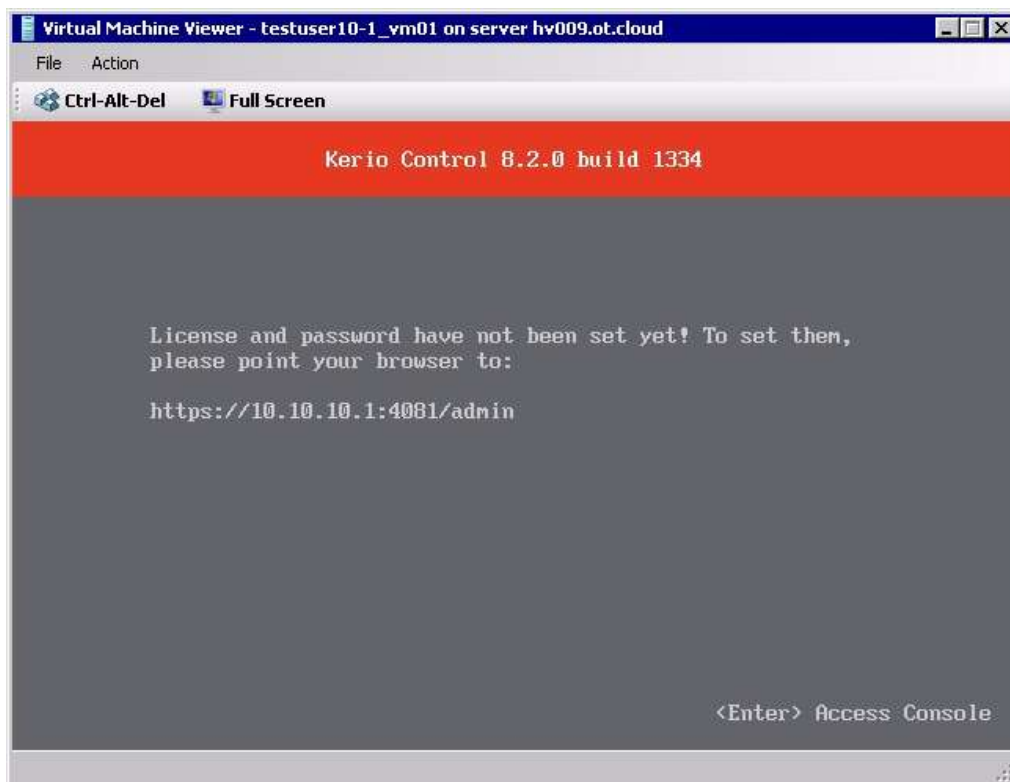 Virtual Machine Viewer - testuser10-1_vm01 on server hv009.ot.cloud
File Action
Ctrl-Alt-Del Full Screen
Kerio Control 8.2.0 build 1334
License and password have not been set yet! To set them,
please point your browser to:
https://10.10.10.1:4081/admin
<Enter> Access Console